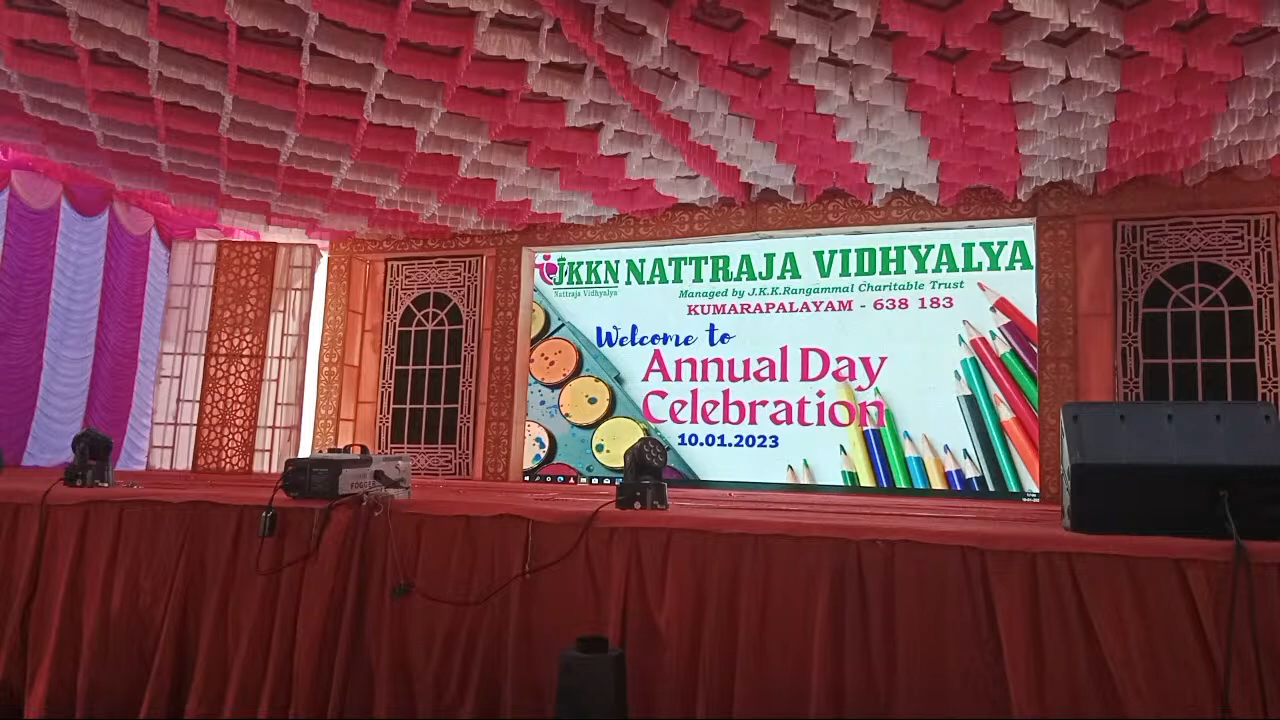 JKKN NATTRAJA VIDHYALYA
Nattraja Vidhyalya
Managed by J.K.K.Rangammal Charitable Trust
KUMARAPALAYAM - 638 183
Welcome to
Annual Day
Celebration
10.01.2023
FOGGER